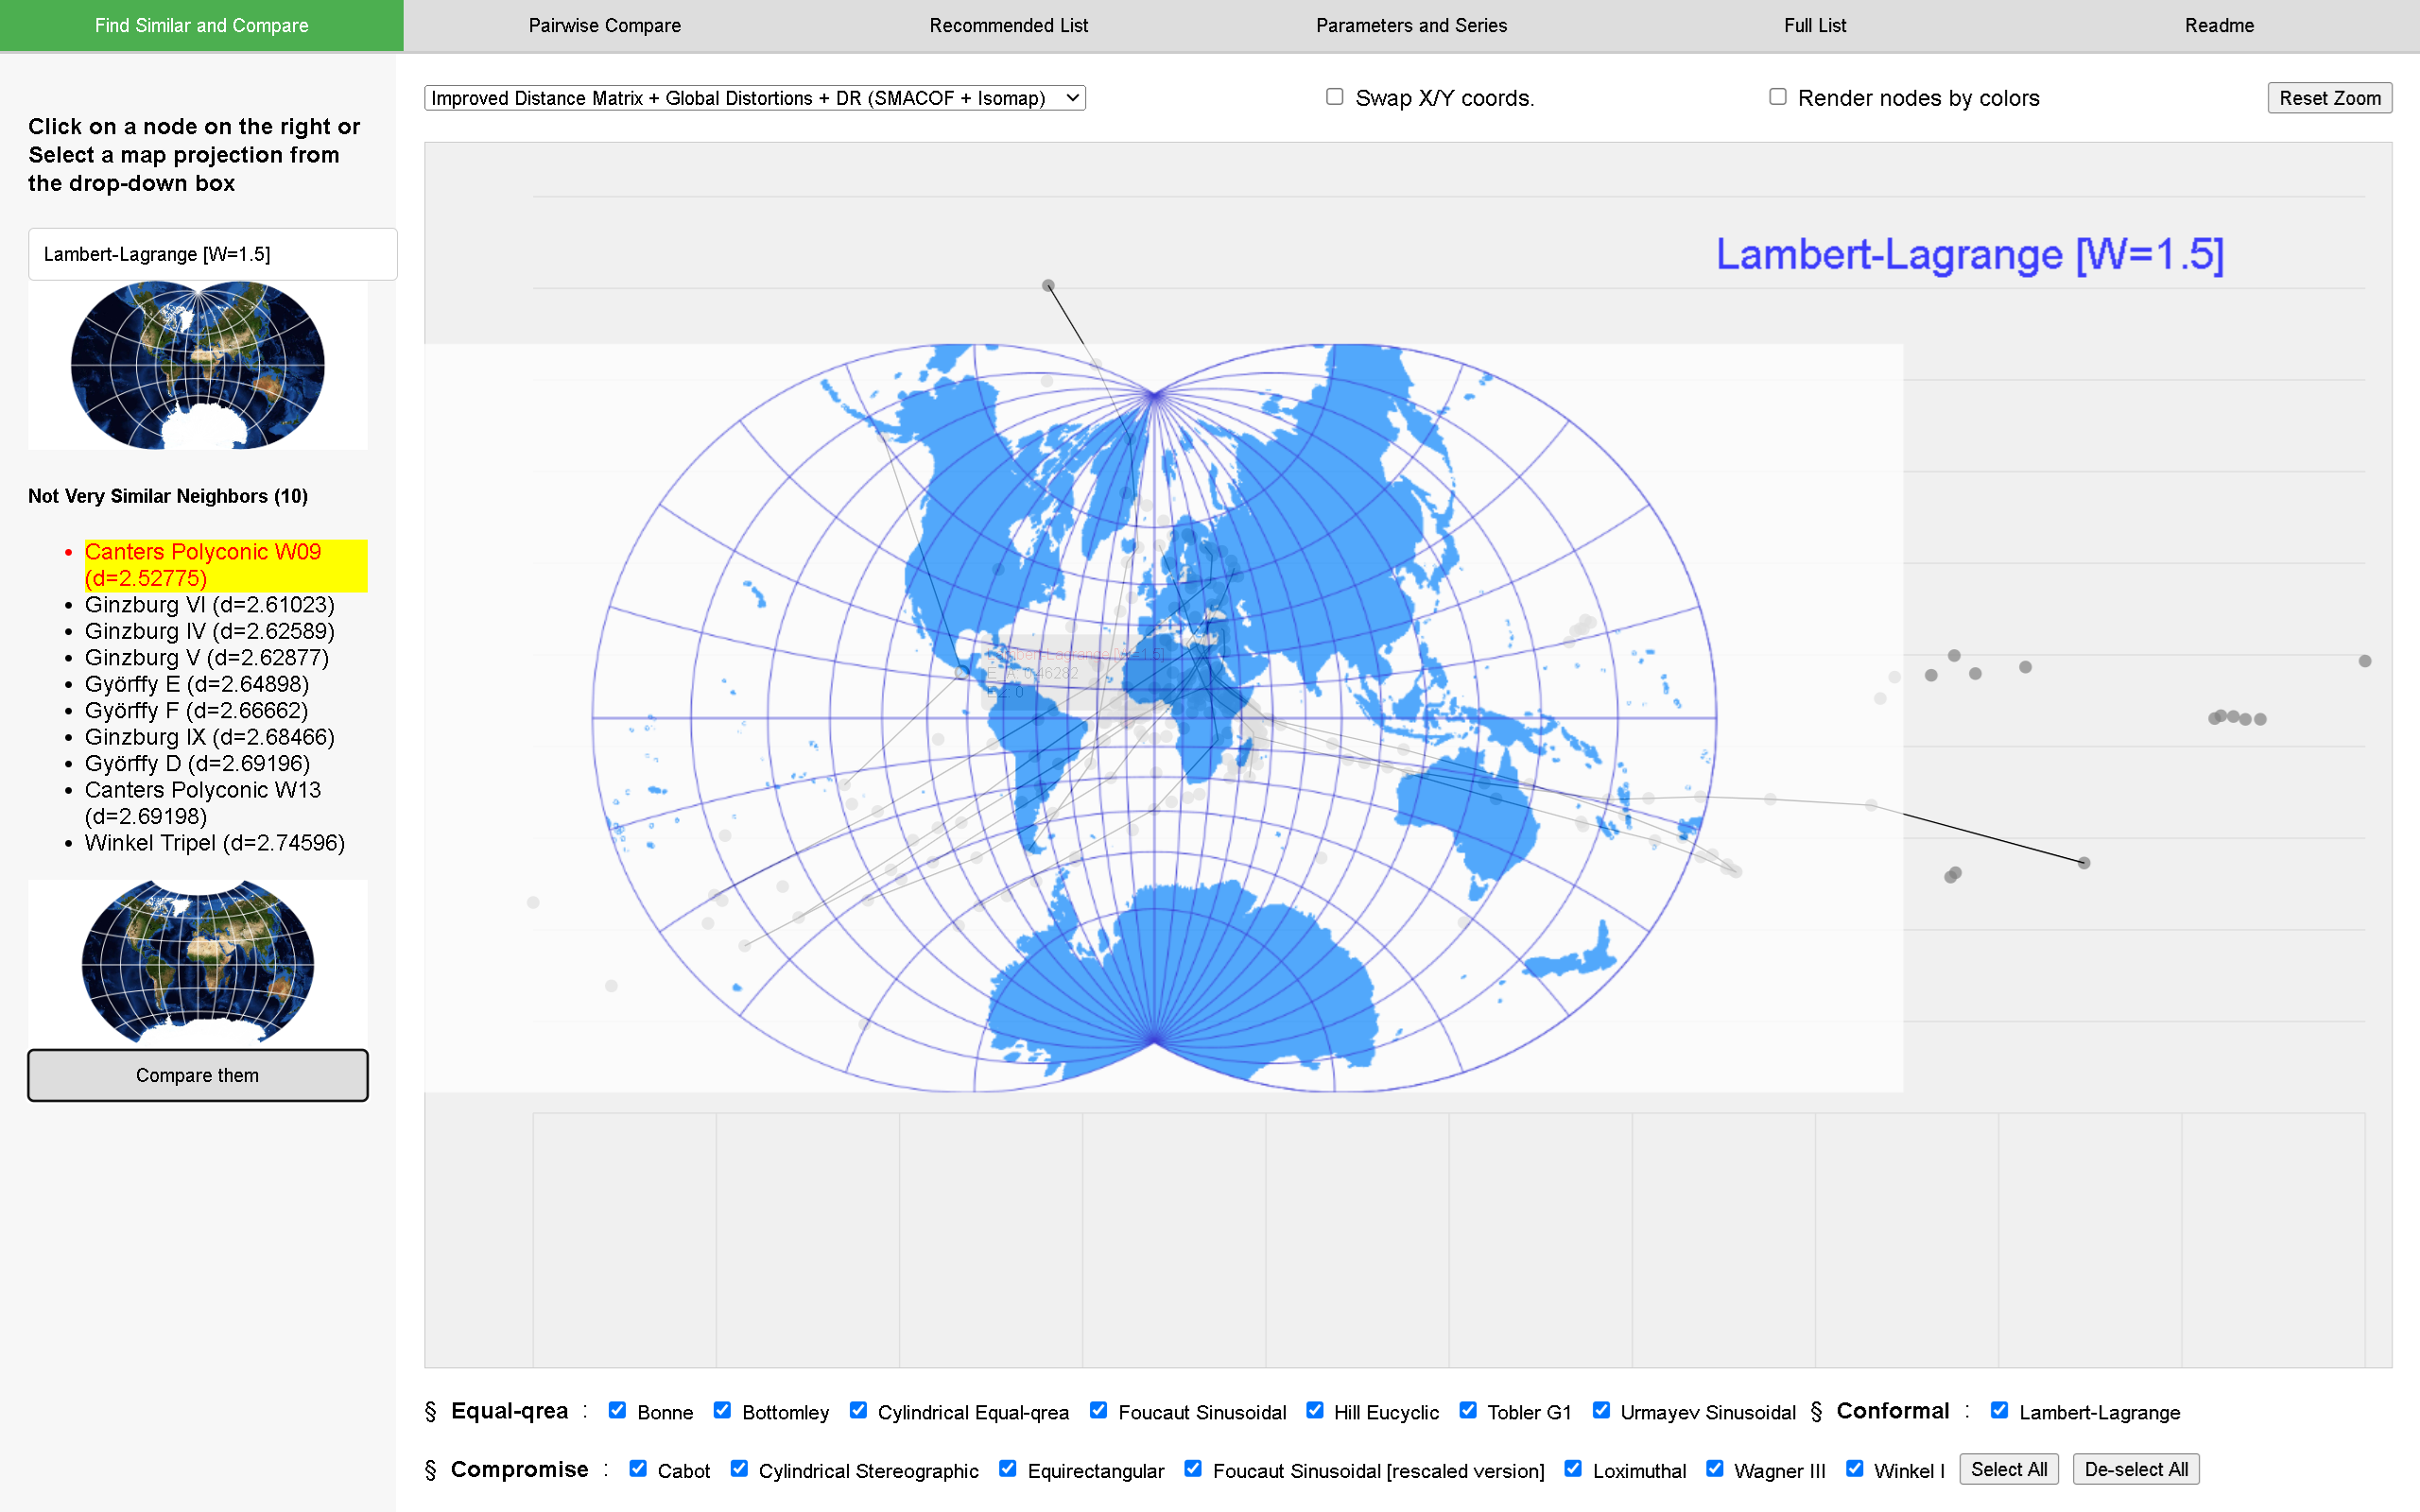 Find Similar and Compare
Pairwise Compare
Recommended List
Parameters and Series
Full List
Readme
Click on a node on the right or
Select a map projection from
the drop-down box
Improved Distance Matrix + Global Distortions + DR (SMACOF + Isomap)
Swap X/Y coords.
Render nodes by colors
Reset Zoom
Lambert-Lagrange [W=1.5]
Lambert-Lagrange [W=1.5]
Not Very Similar Neighbors (10)
• Canters Polyconic W09
(d=2.52775)
• Ginzburg VI (d=2.61023)
• Ginzburg IV (d=2.62589)
• Ginzburg V (d=2.62877)
• Györffy E (d=2.64898)
• Györffy F (d=2.66662)
• Ginzburg IX (d=2.68466)
• Györffy D (d=2.69196)
• Canters Polyconic W13
(d=2.69198)
• Winkel Tripel (d=2.74596)
Compare them
§ Equal-qrea : Bonne Bottomley Cylindrical Equal-qrea Foucaut Sinusoidal Hill Eucyclic Tobler G1 Urmayev Sinusoidal § Conformal : Lambert-Lagrange
§ Compromise : Cabot Cylindrical Stereographic Equirectangular Foucaut Sinusoidal [rescaled version] Loximuthal Wagner III Winkel I Select All De-select All